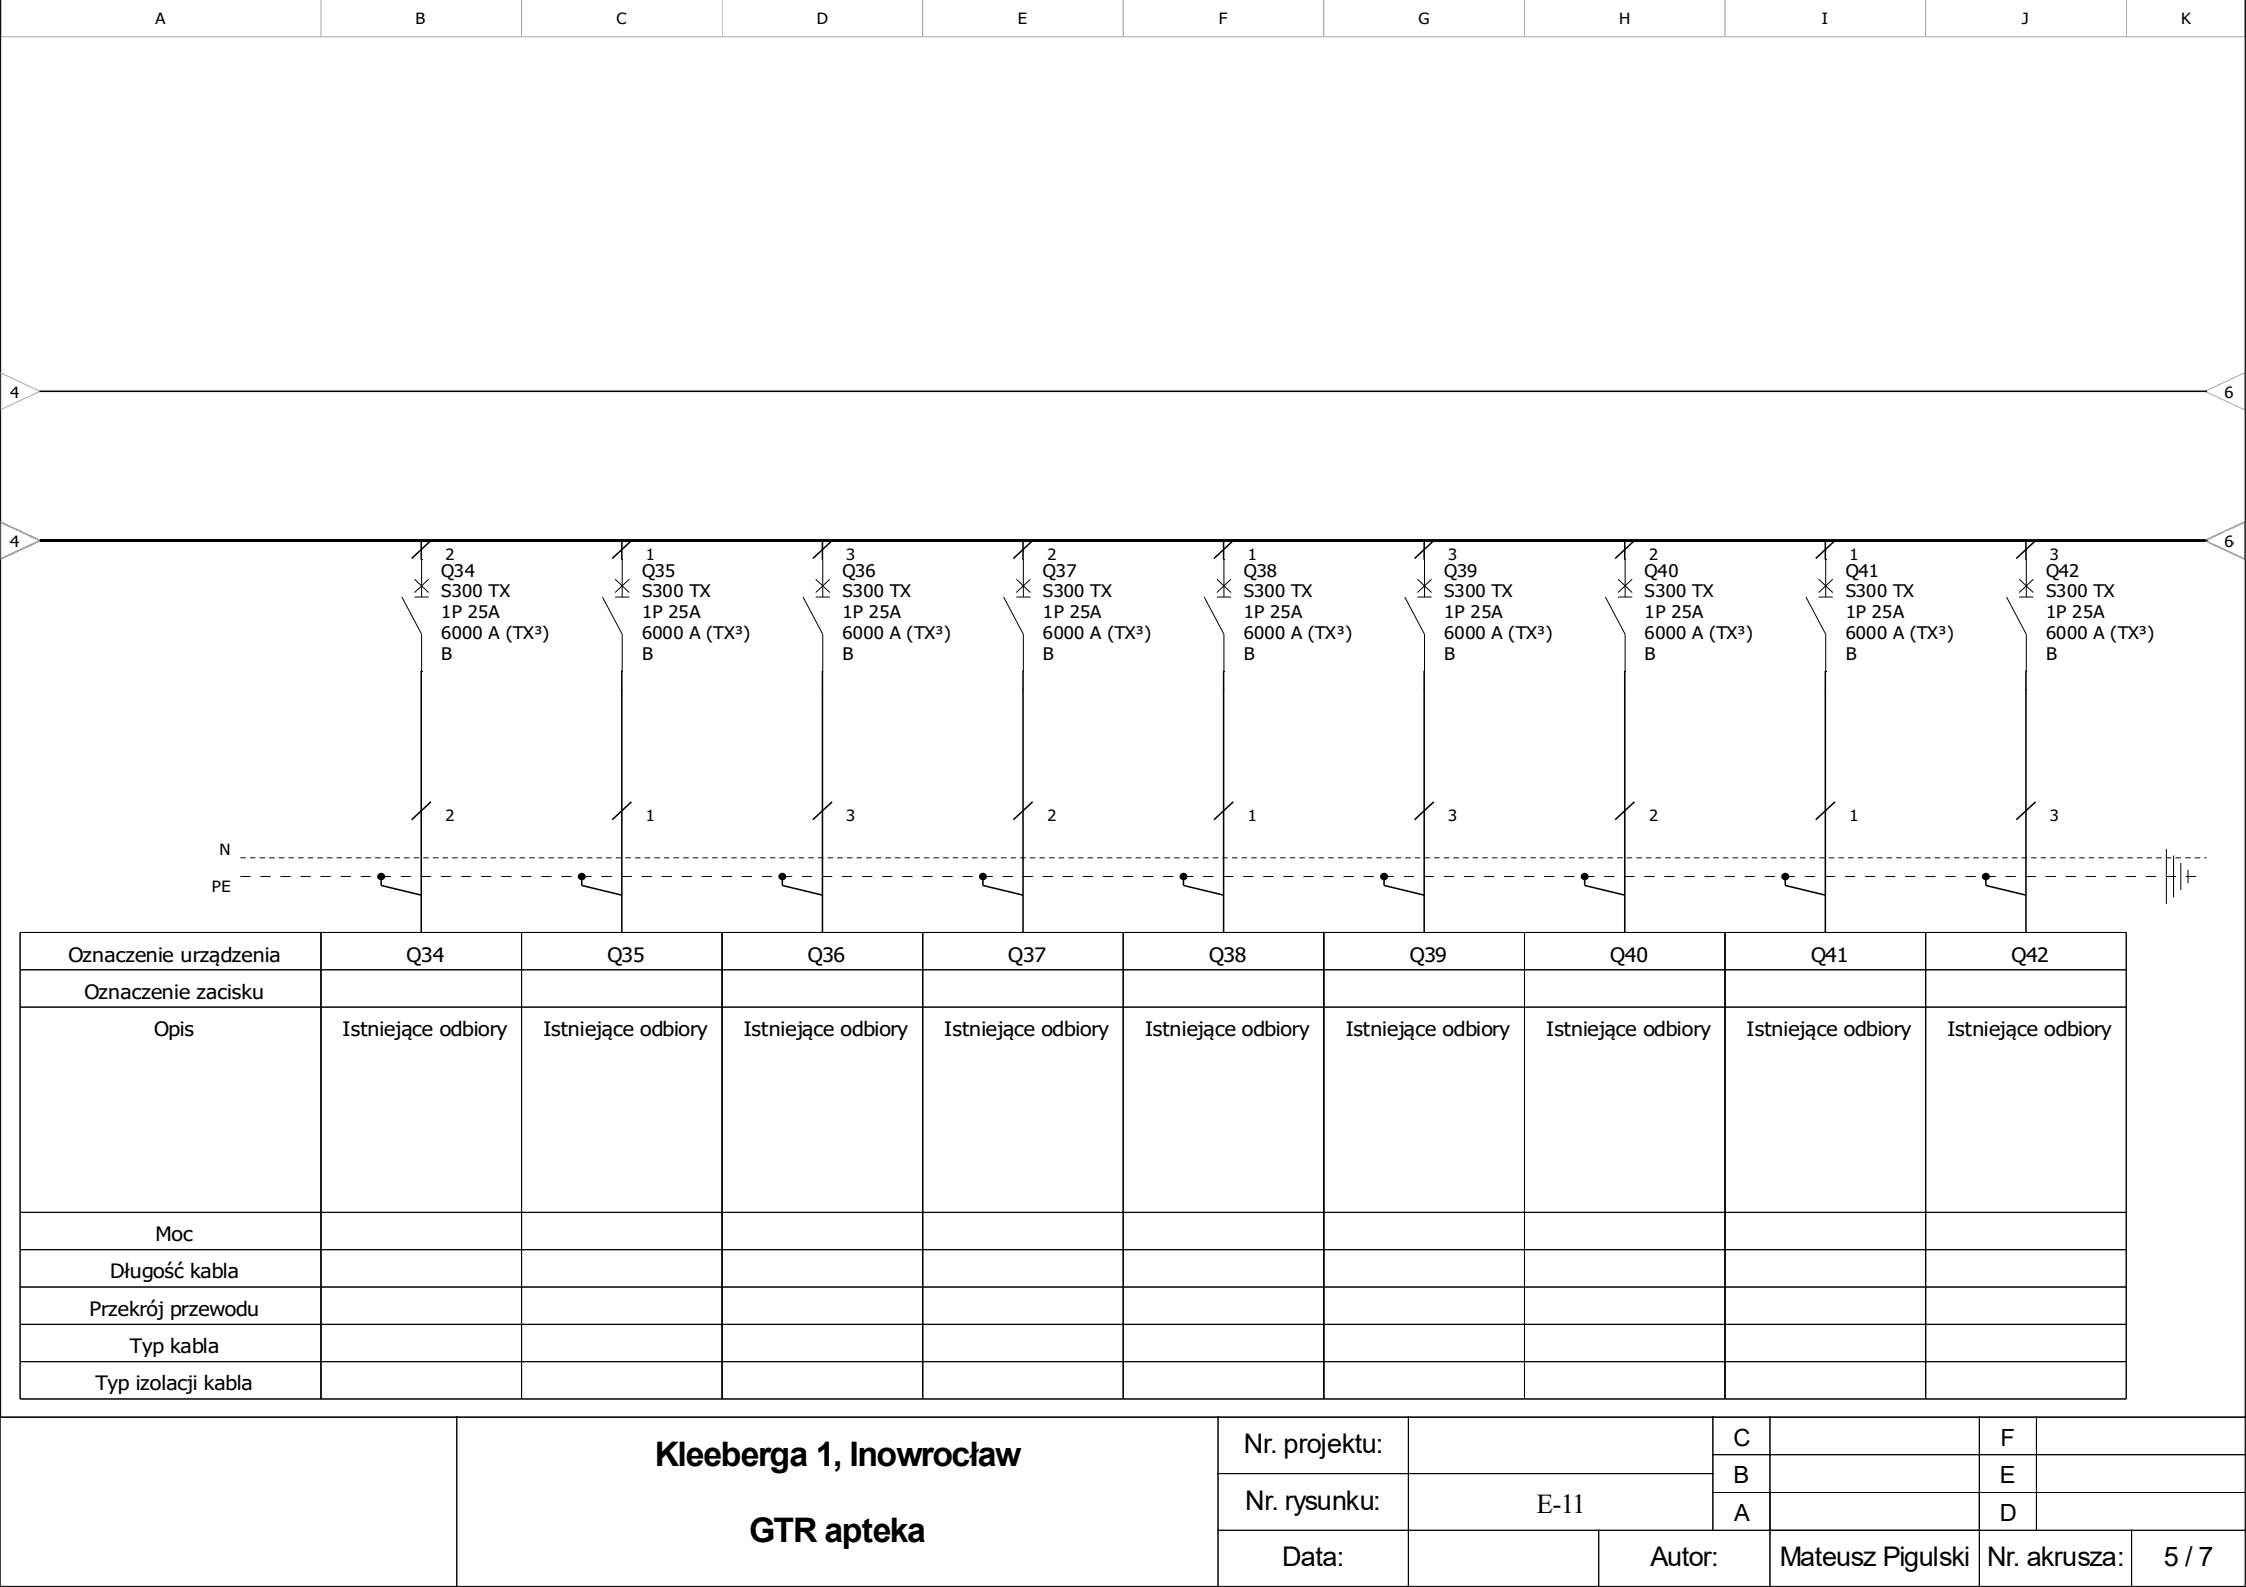 A B C D E F G H I J K
4 6
4 6
2 1 3 2 1 3 2 1 3
Q34 Q35 Q36 Q37 Q38 Q39 Q40 Q41 Q42
S300 TX S300 TX S300 TX S300 TX S300 TX S300 TX S300 TX S300 TX S300 TX
1P 25A 1P 25A 1P 25A 1P 25A 1P 25A 1P 25A 1P 25A 1P 25A 1P 25A
6000 A (TX³) 6000 A (TX³) 6000 A (TX³) 6000 A (TX³) 6000 A (TX³) 6000 A (TX³) 6000 A (TX³) 6000 A (TX³) 6000 A (TX³)
B B B B B B B B B
2 1 3 2 1 3 2 1 3
N
PE
Oznaczenie urządzenia Q34 Q35 Q36 Q37 Q38 Q39 Q40 Q41 Q42
Oznaczenie zacisku
Opis Istniejące odbiory Istniejące odbiory Istniejące odbiory Istniejące odbiory Istniejące odbiory Istniejące odbiory Istniejące odbiory Istniejące odbiory Istniejące odbiory
Moc
Długość kabla
Przekrój przewodu
Typ kabla
Typ izolacji kabla
Kleeberga 1, Inowrocław
GTR apteka
Nr. projektu: C F
B E
Nr. rysunku: E-11 A D
Data: Autor: Mateusz Pigulski Nr. akrusza: 5 / 7